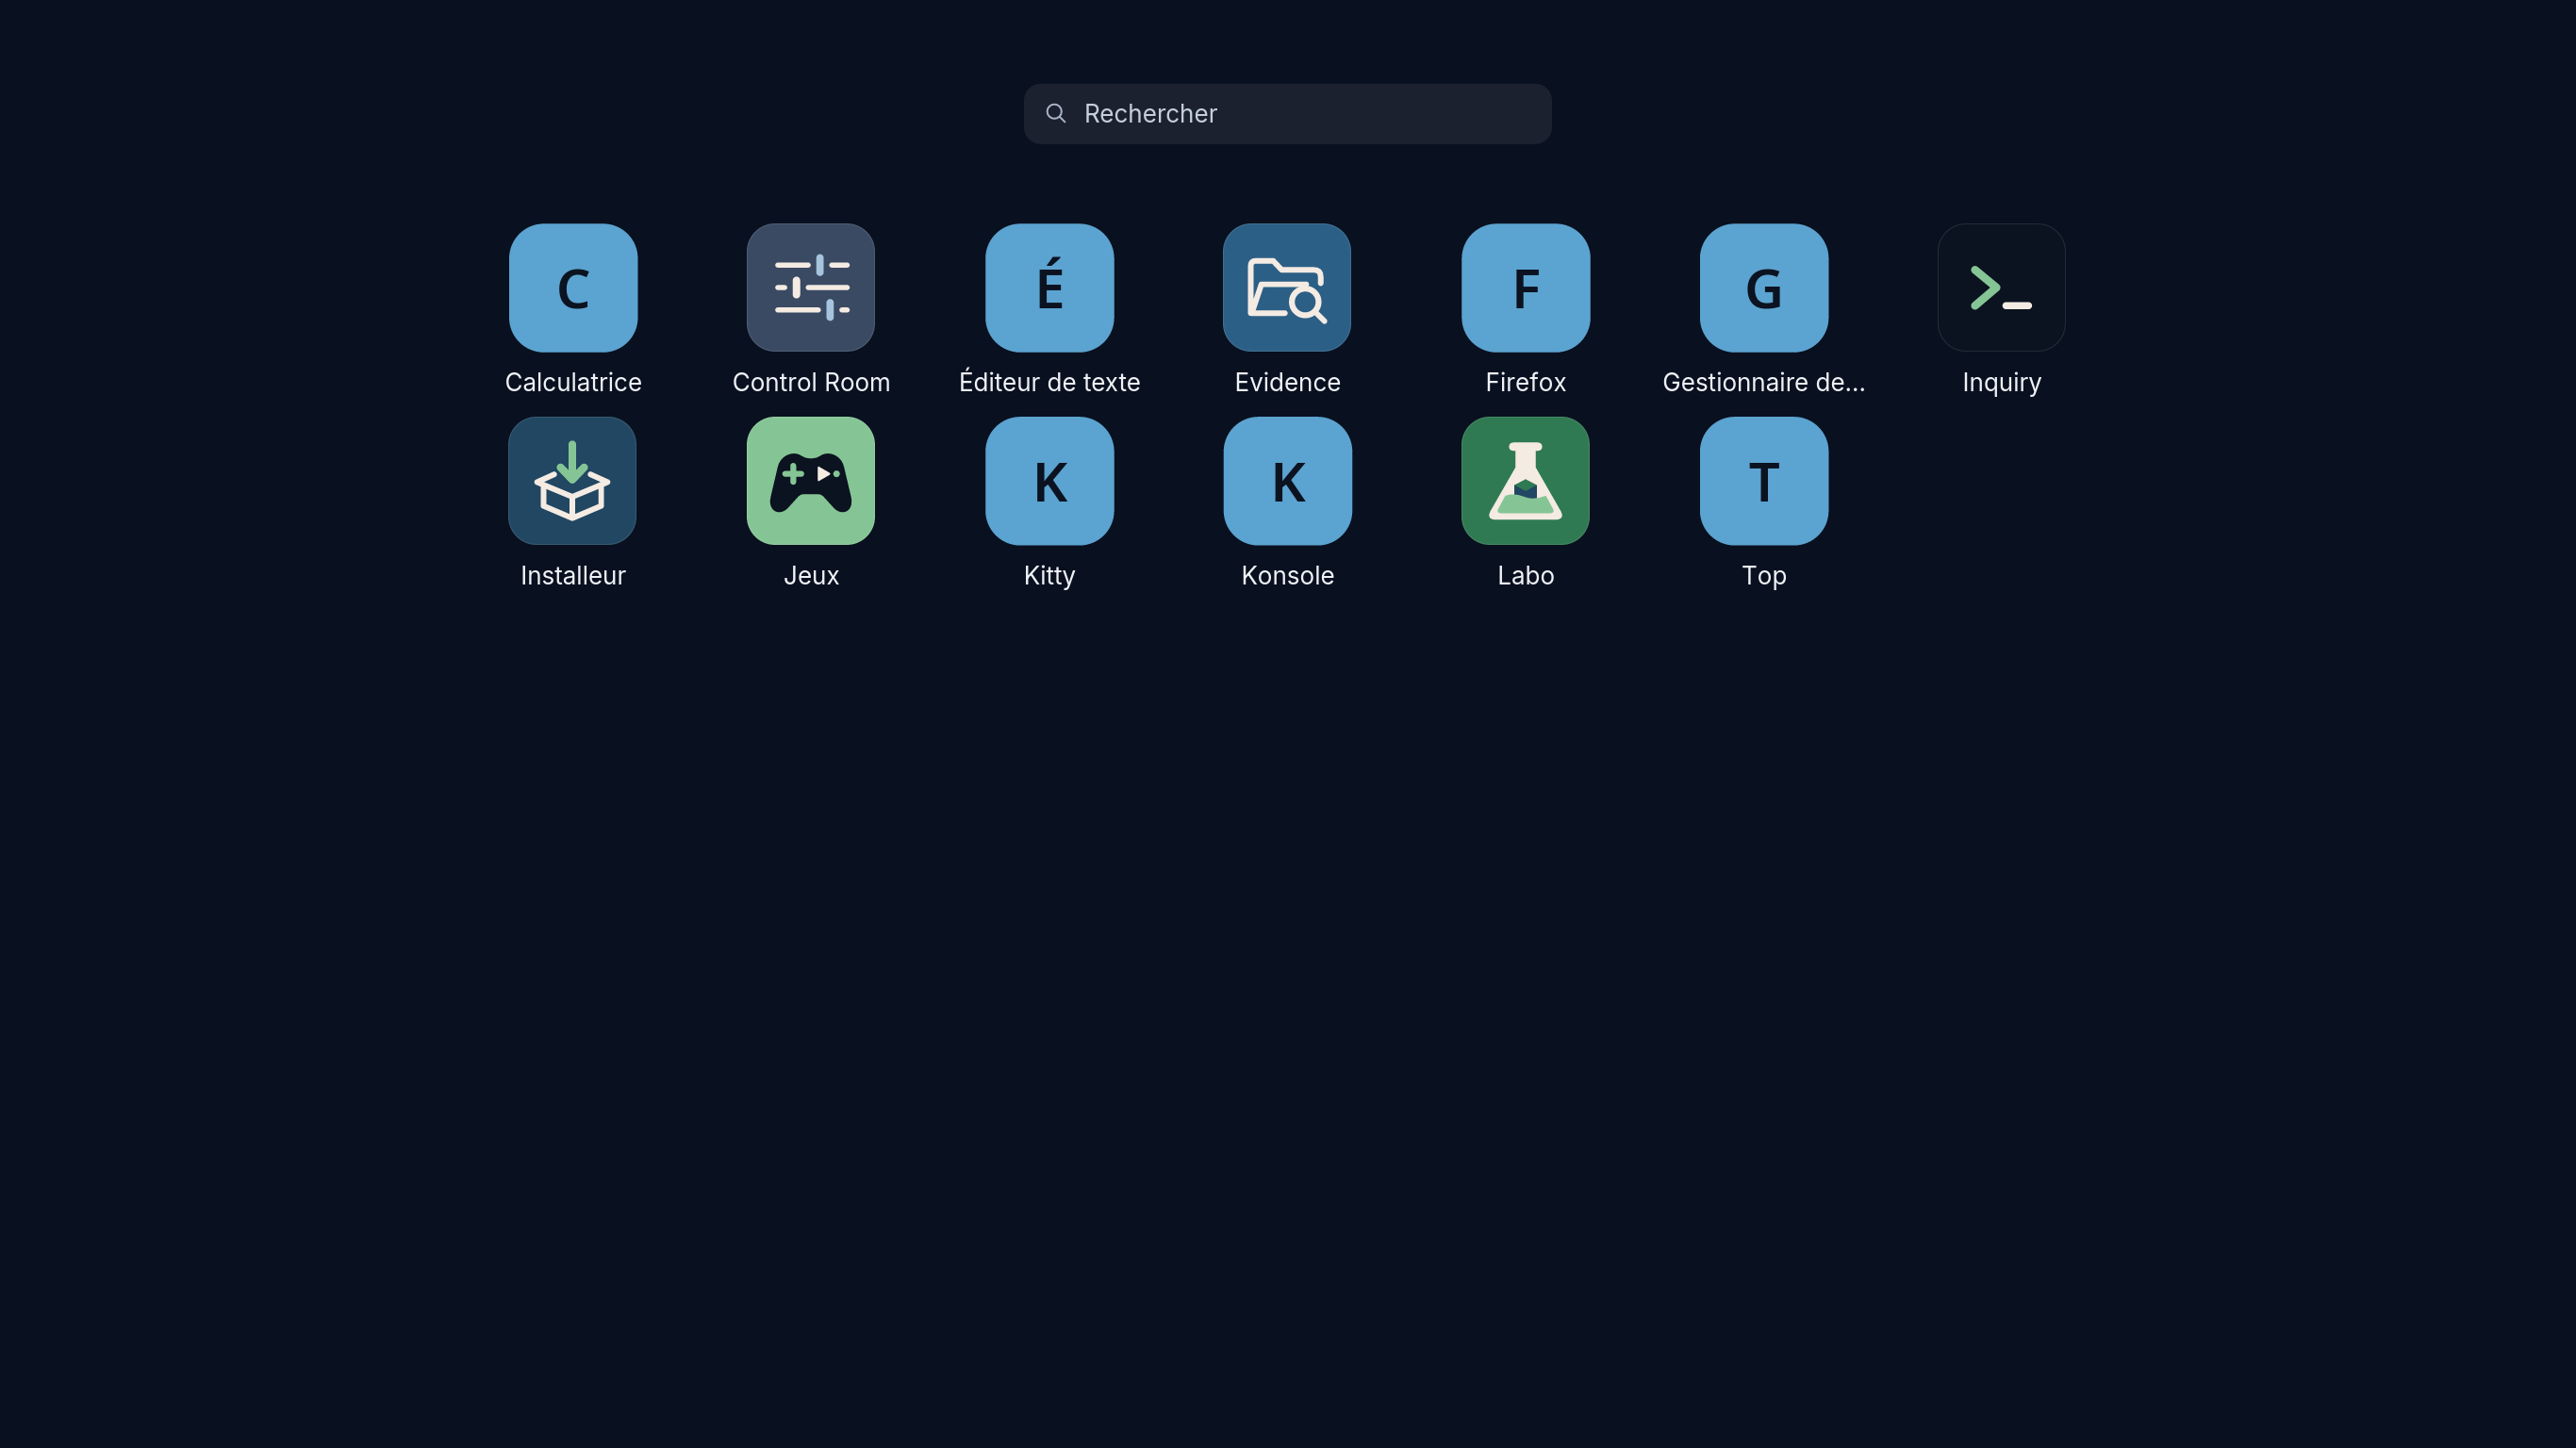 Rechercher
C
É
F
G
Calculatrice
Control Room
Éditeur de texte
Evidence
Firefox
Gestionnaire de...
Inquiry
K
K
T
Installeur
Jeux
Kitty
Konsole
Labo
Top